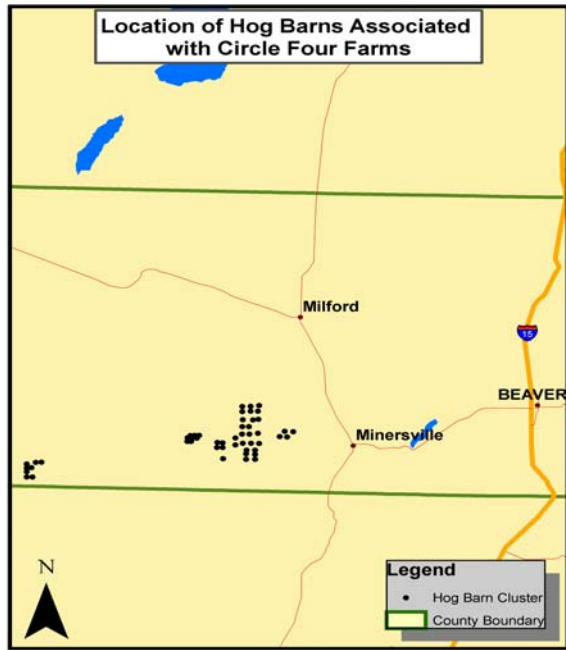 Location of Hog Barns Associated
with Circle Four Farms
Milford
15
BEAVER
Minersville
N
Legend
Hog Barn Cluster
County Boundary